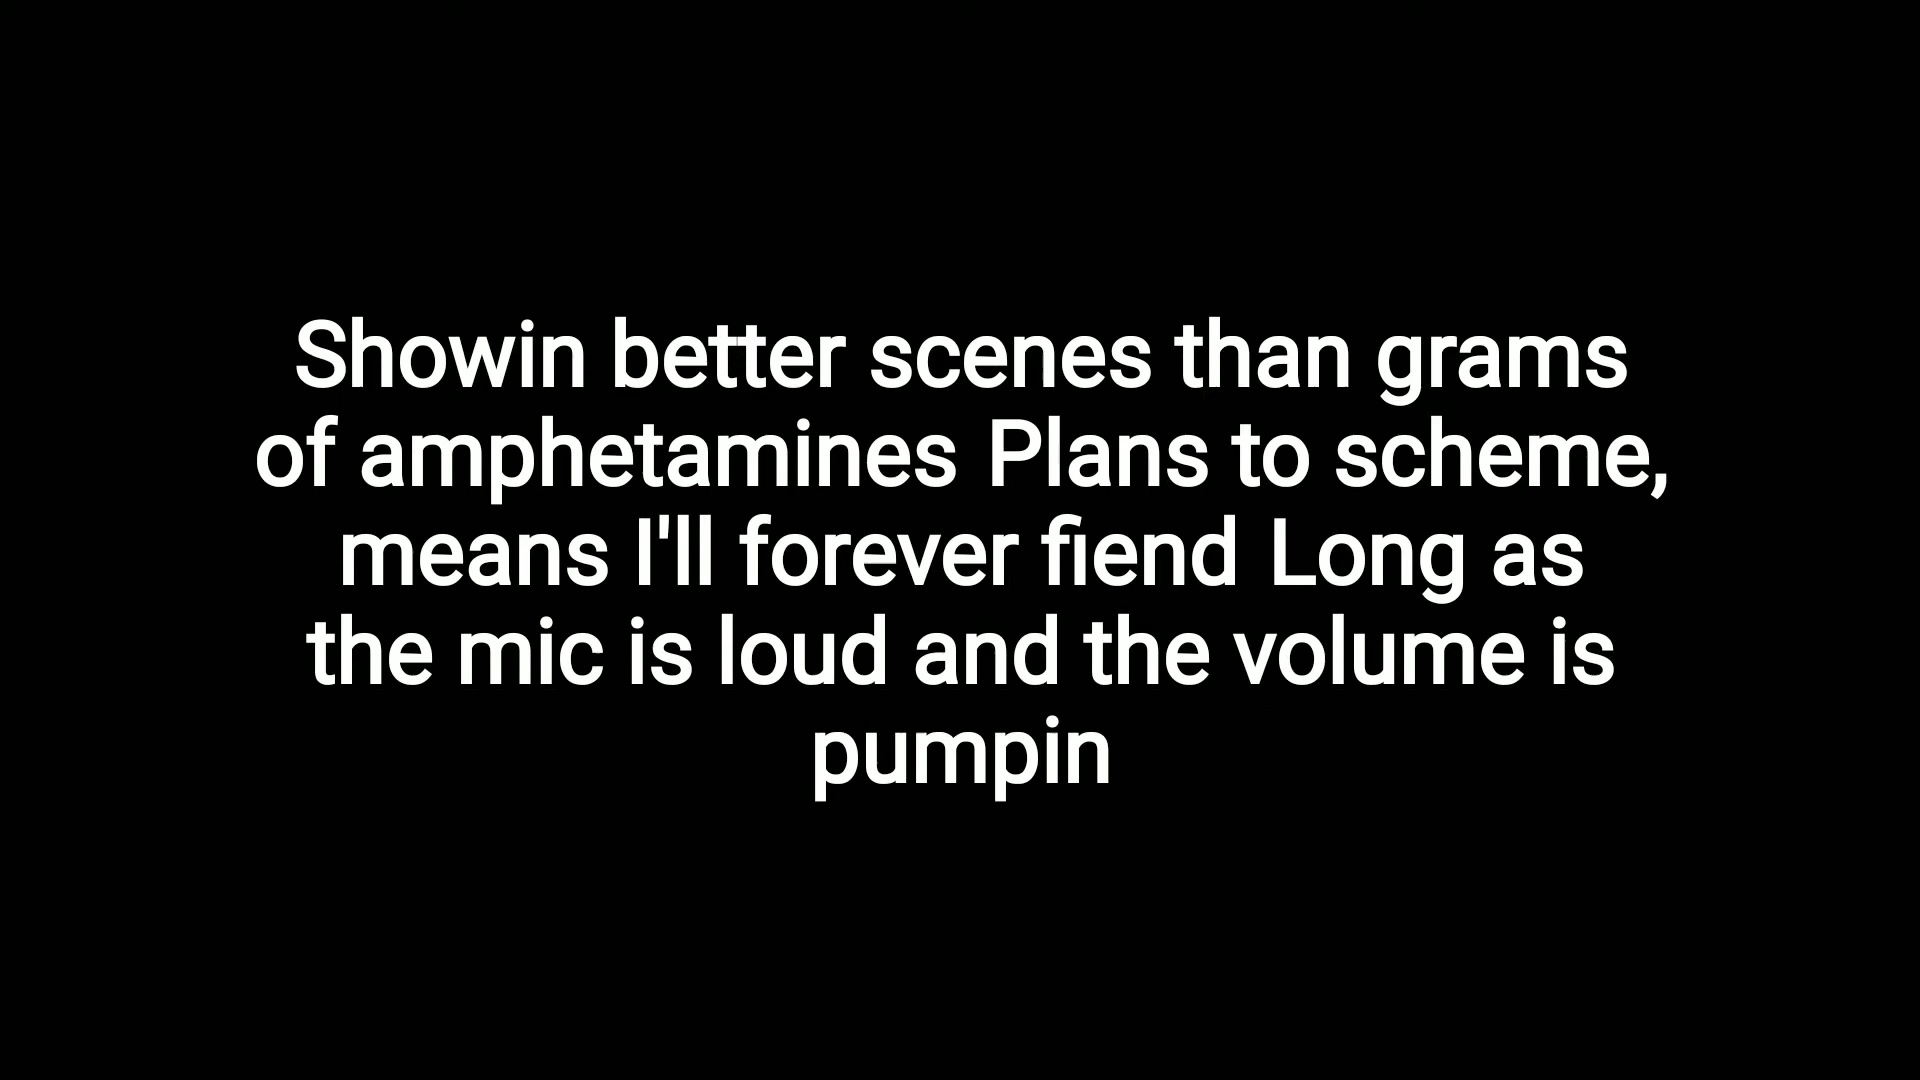 Showin better scenes than grams
of amphetamines Plans to scheme,
means I'll forever fiend Long as
the mic is loud and the volume is
pumpin